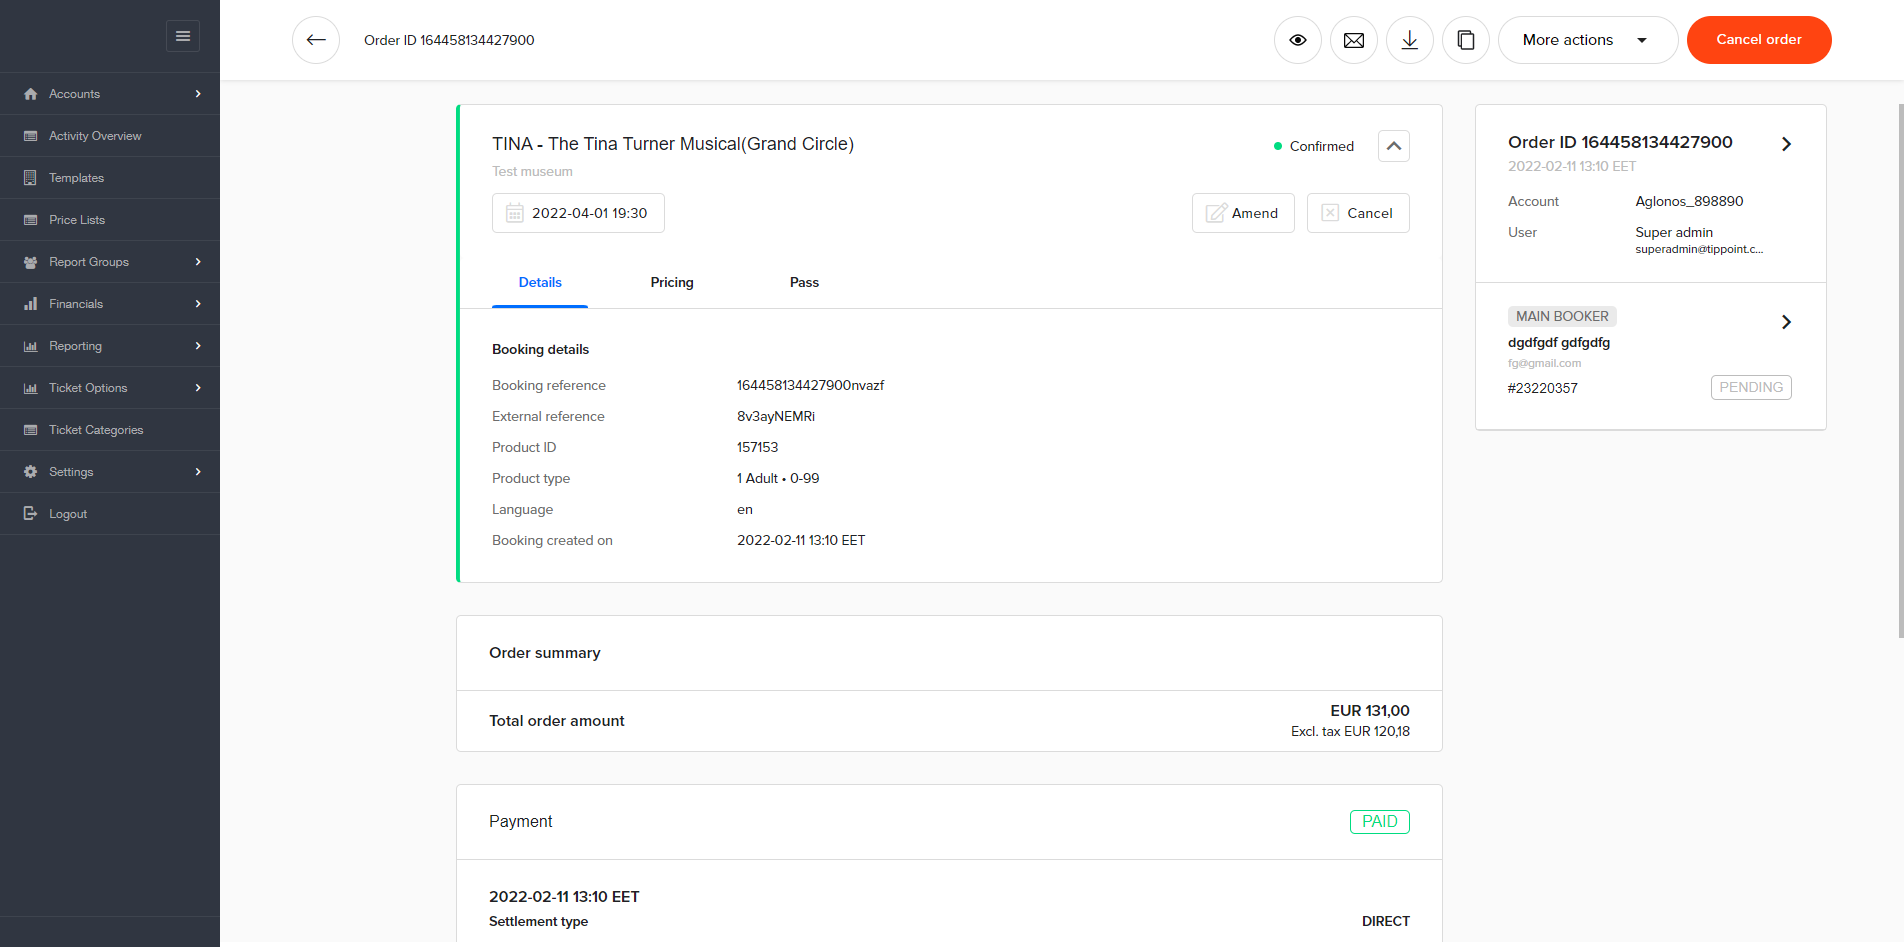 Order ID 164458134427900
More actions
Cancel order
Accounts
Activity Overview
Templates
Price Lists
Report Groups
Financials
Reporting
Ticket Options
Ticket Categories
Settings
Logout
TINA - The Tina Turner Musical(Grand Circle)
Confirmed
Test museum
2022-04-01 19:30
Amend
Cancel
Details
Pricing
Pass
Booking details
Booking reference 164458134427900nvazf
External reference 8v3ayNEMRi
Product ID 157153
Product type 1 Adult • 0-99
Language en
Booking created on 2022-02-11 13:10 EET
Order summary
Total order amount EUR 131,00
Excl. tax EUR 120,18
Payment PAID
2022-02-11 13:10 EET
Settlement type DIRECT
Order ID 164458134427900
2022-02-11 13:10 EET
Account Aglonos_898890
User Super admin
superadmin@tippoint.c...
MAIN BOOKER
dgdfgdf gdfgdfg
fg@gmail.com
#23220357 PENDING